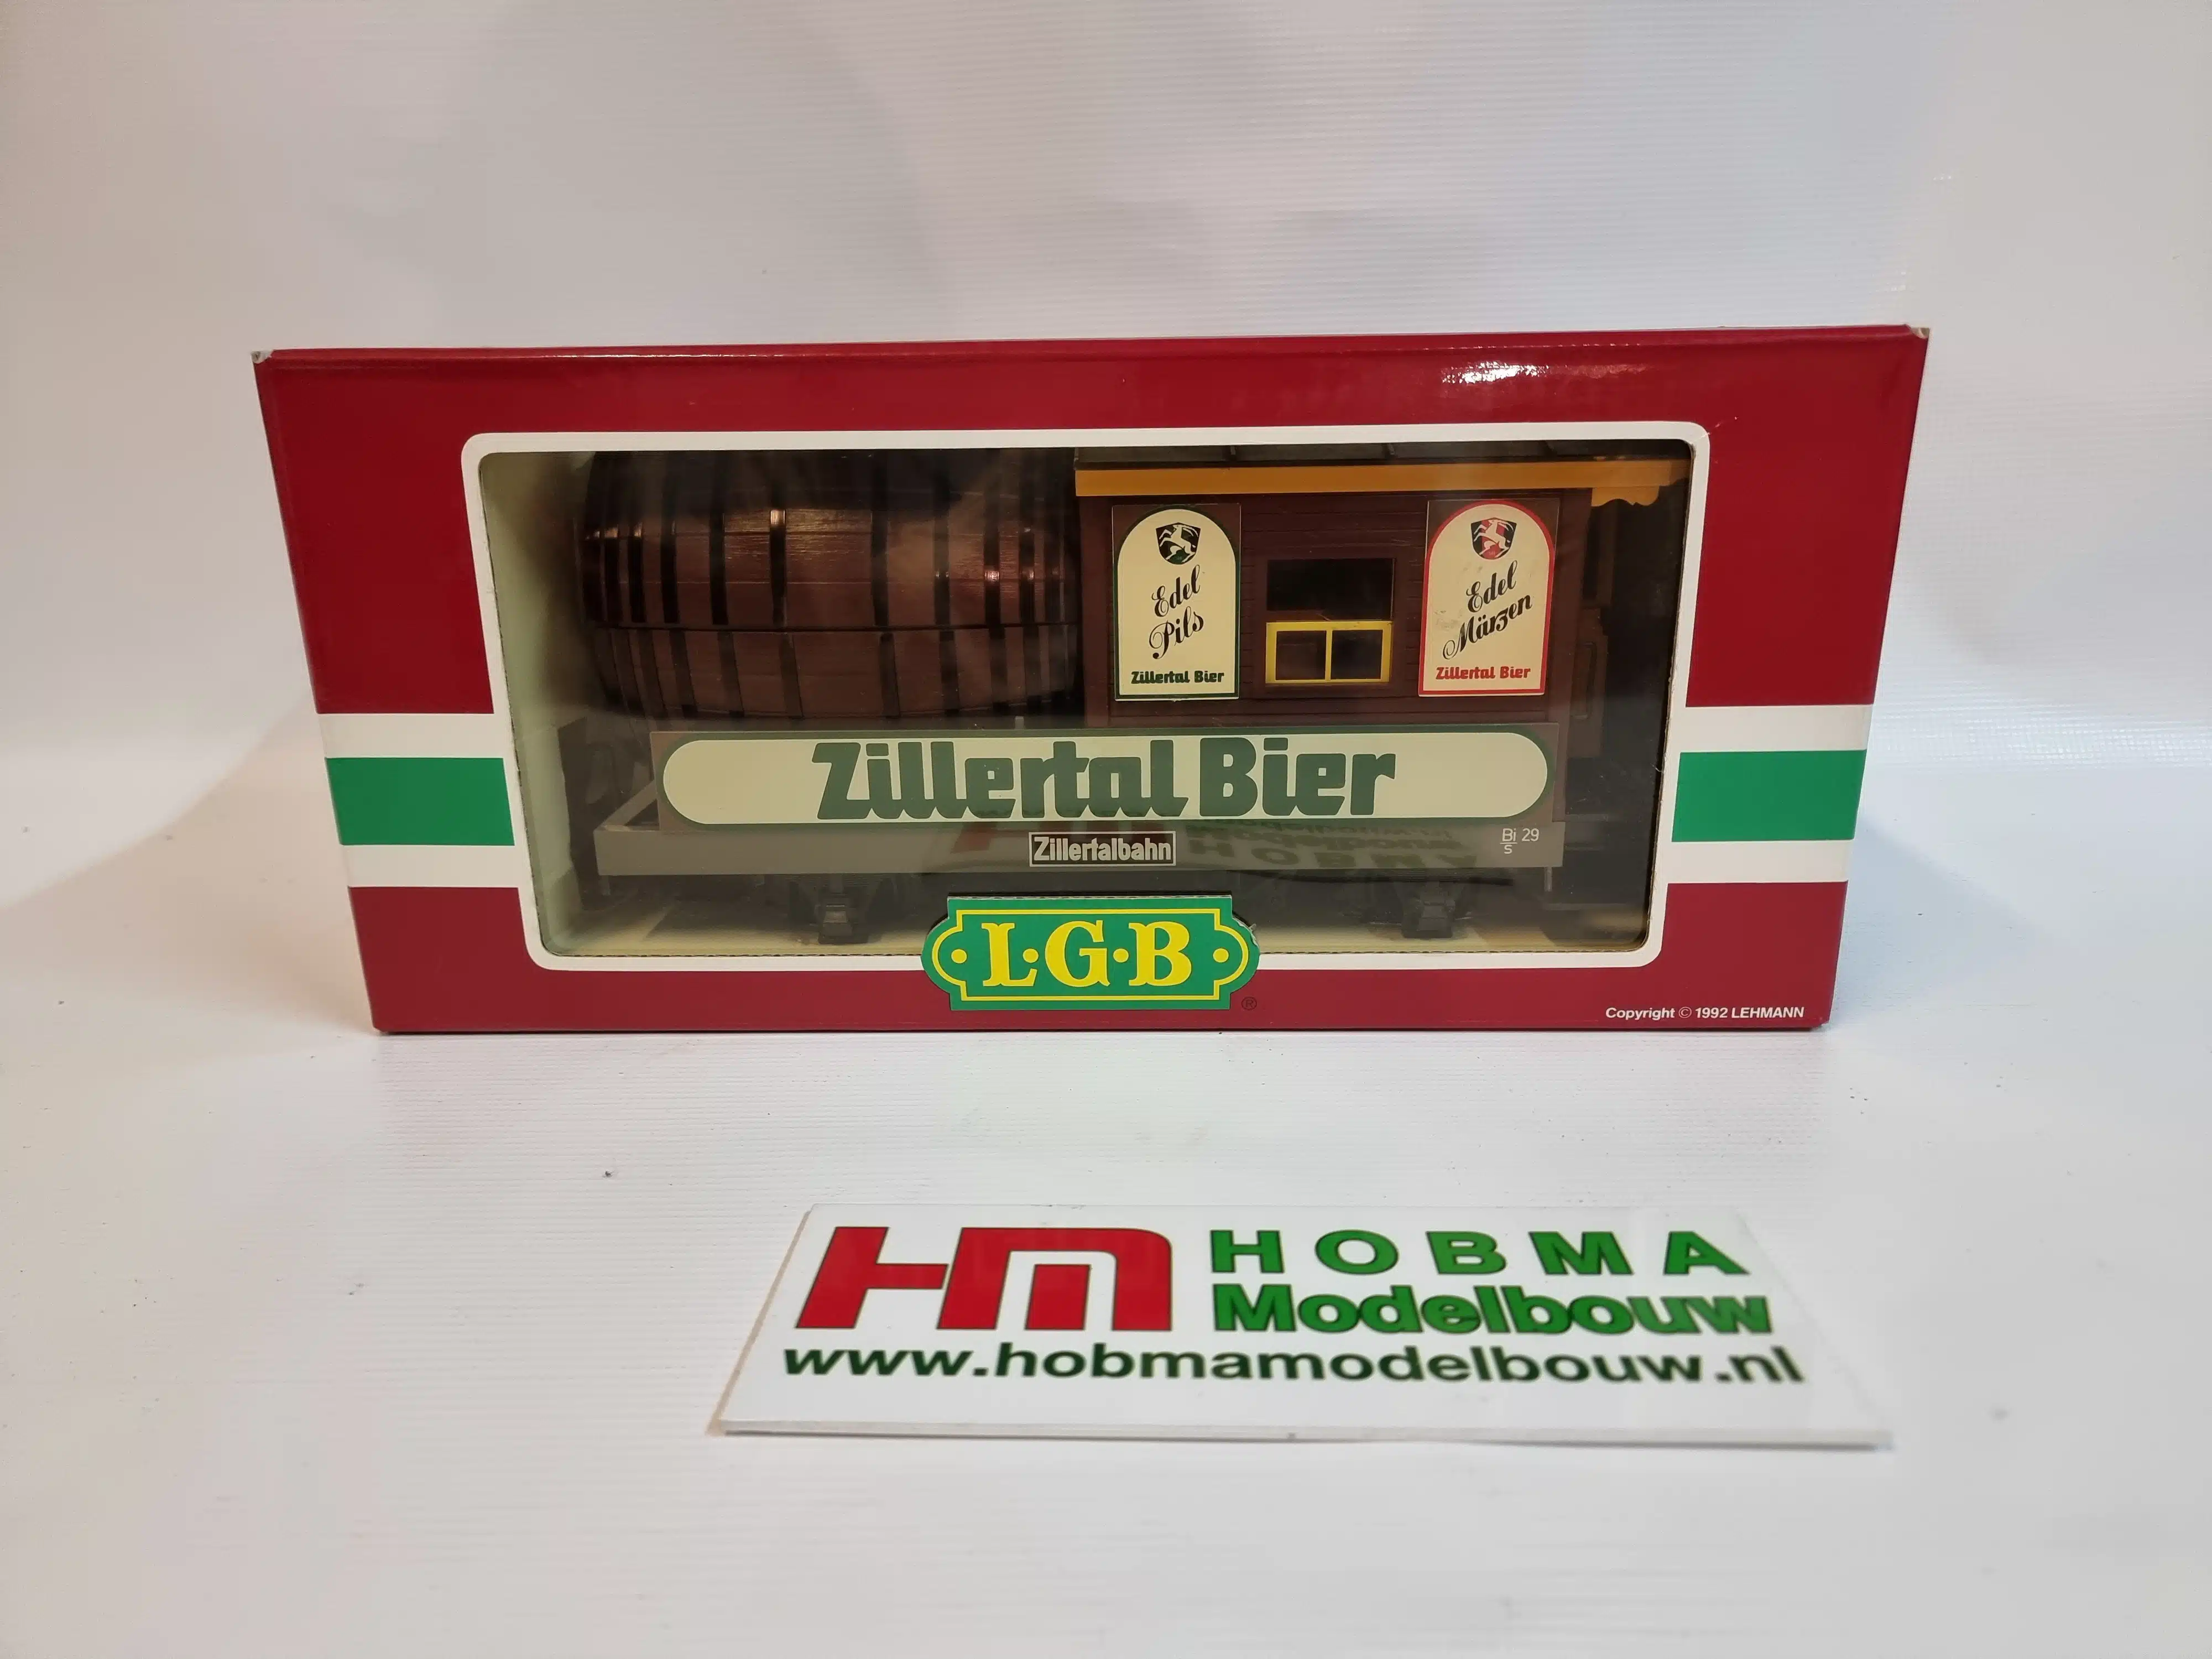 Edel
Pils
Zillertal Bier
Edel
Märzen
Zillertal Bier
Zillertal Bier
Zillertalbahn
Bi/s 29
L·G·B
®
Copyright © 1992 LEHMANN
HM HOBMA
Modelbouw
www.hobmamodelbouw.nl